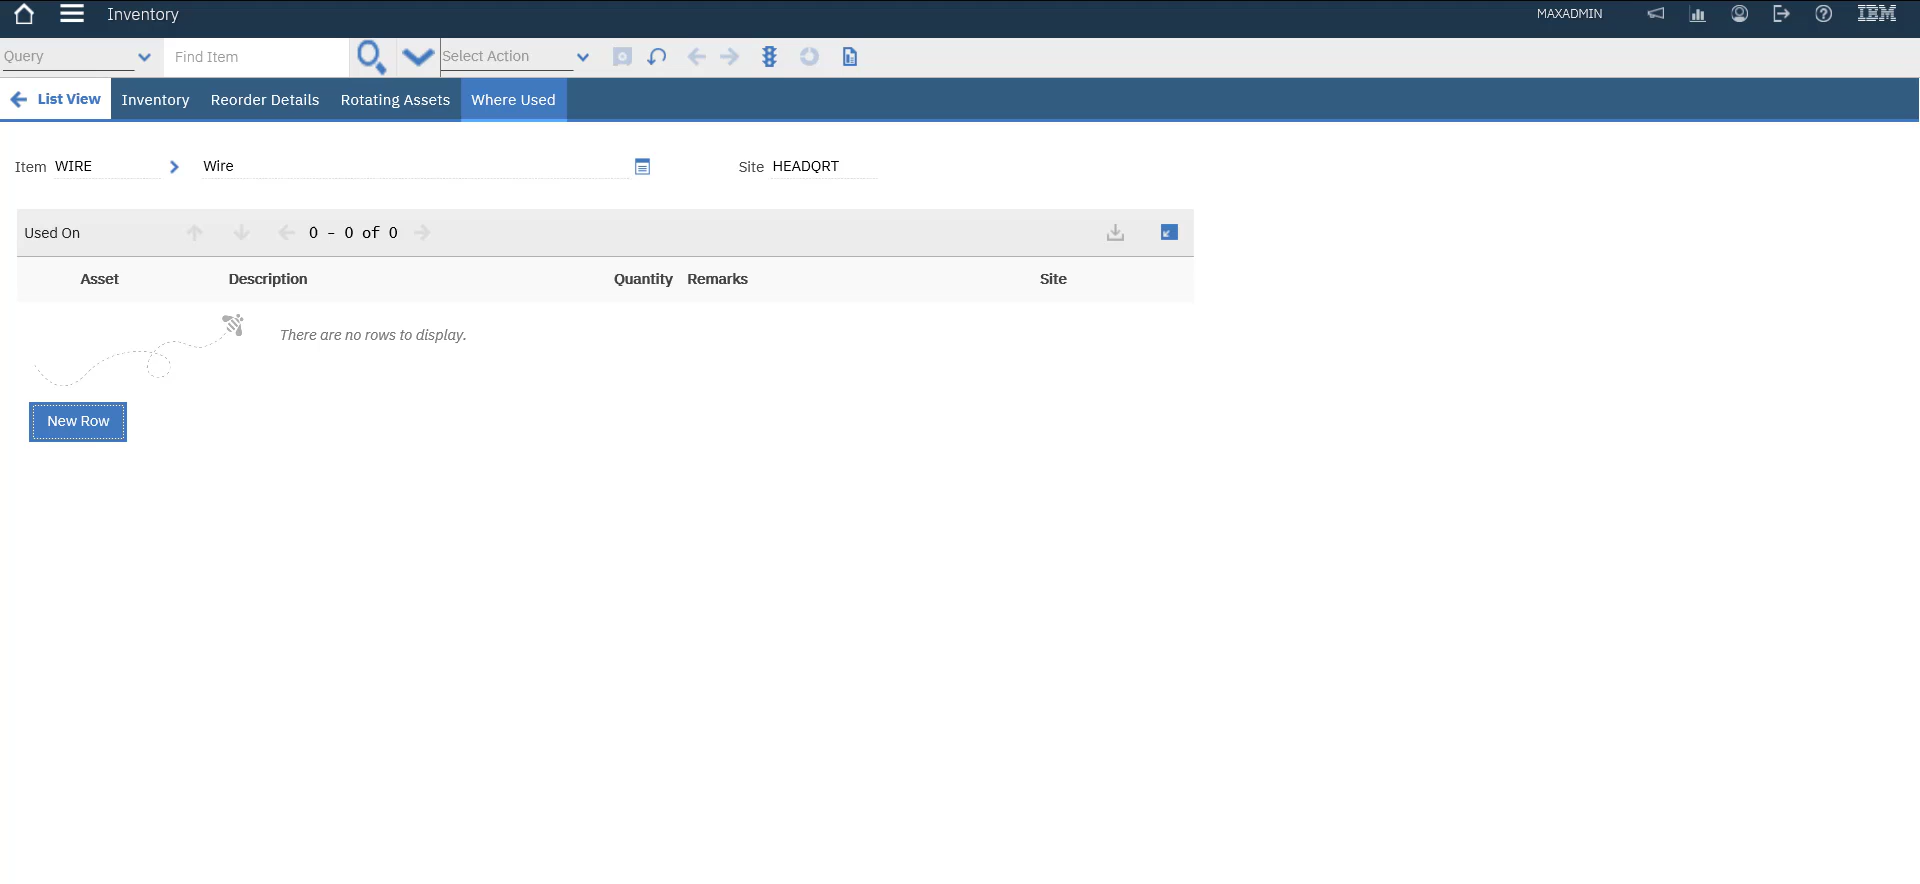 Inventory MAXADMIN IBM
Query Find Item Select Action
List View Inventory Reorder Details Rotating Assets Where Used
Item WIRE Wire Site HEADQRT
Used On 0 - 0 of 0
Asset Description Quantity Remarks Site
There are no rows to display.
New Row